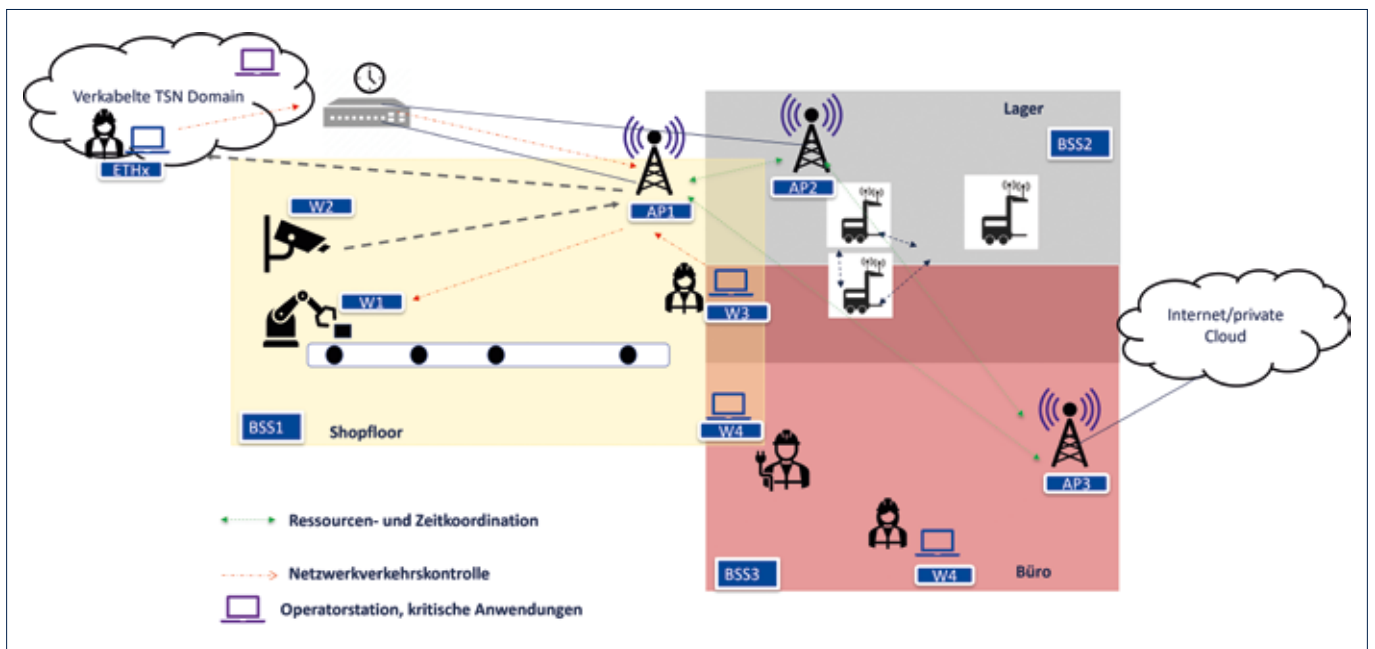 Verkabelte TSN Domain
ETHx
Lager
BSS2
AP2
AP1
W2
W1
W3
Internet/private
Cloud
BSS1
Shopfloor
W4
AP3
Ressourcen- und Zeitkoordination
Netzwerkverkehrskontrolle
BSS3
W4
Büro
Operatorstation, kritische Anwendungen